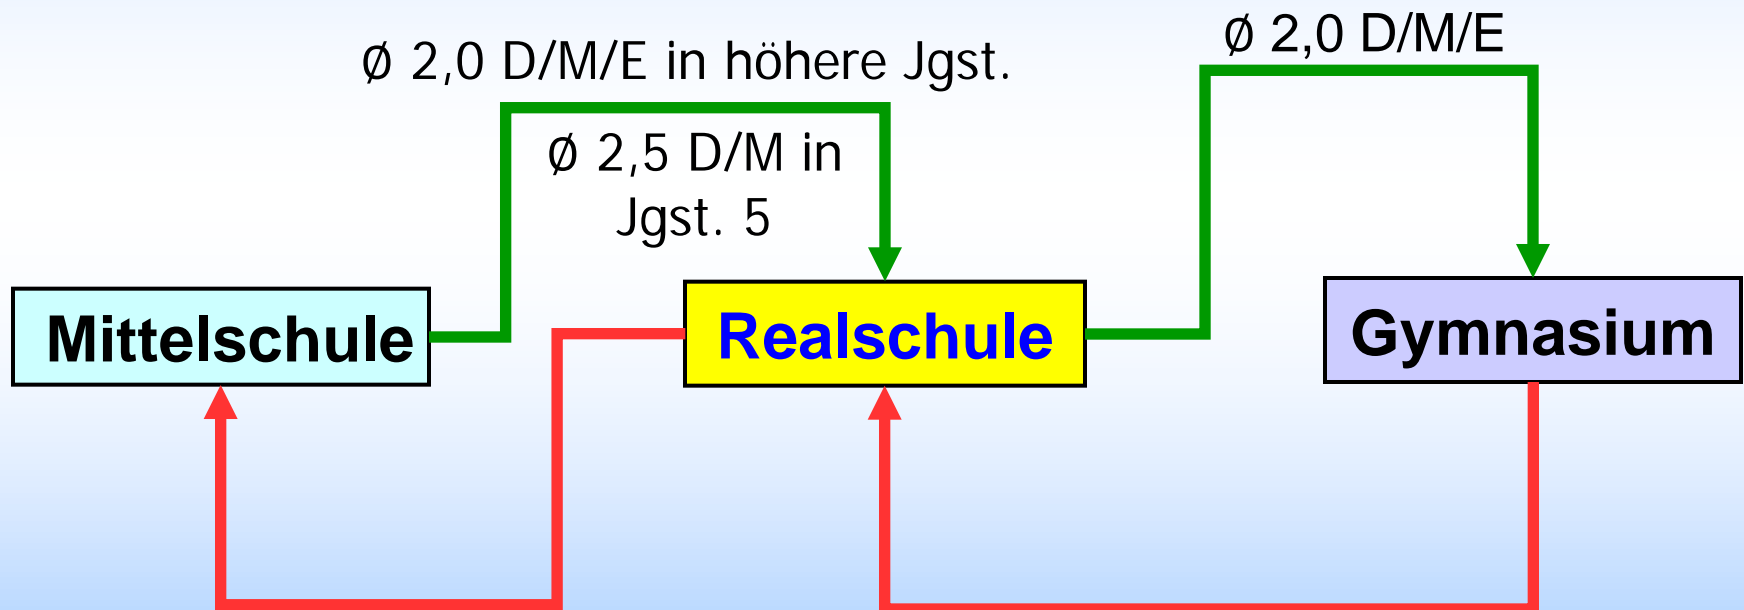 Ø 2,0 D/M/E in höhere Jgst.
Ø 2,5 D/M in
Jgst. 5
Ø 2,0 D/M/E
Mittelschule
Realschule
Gymnasium